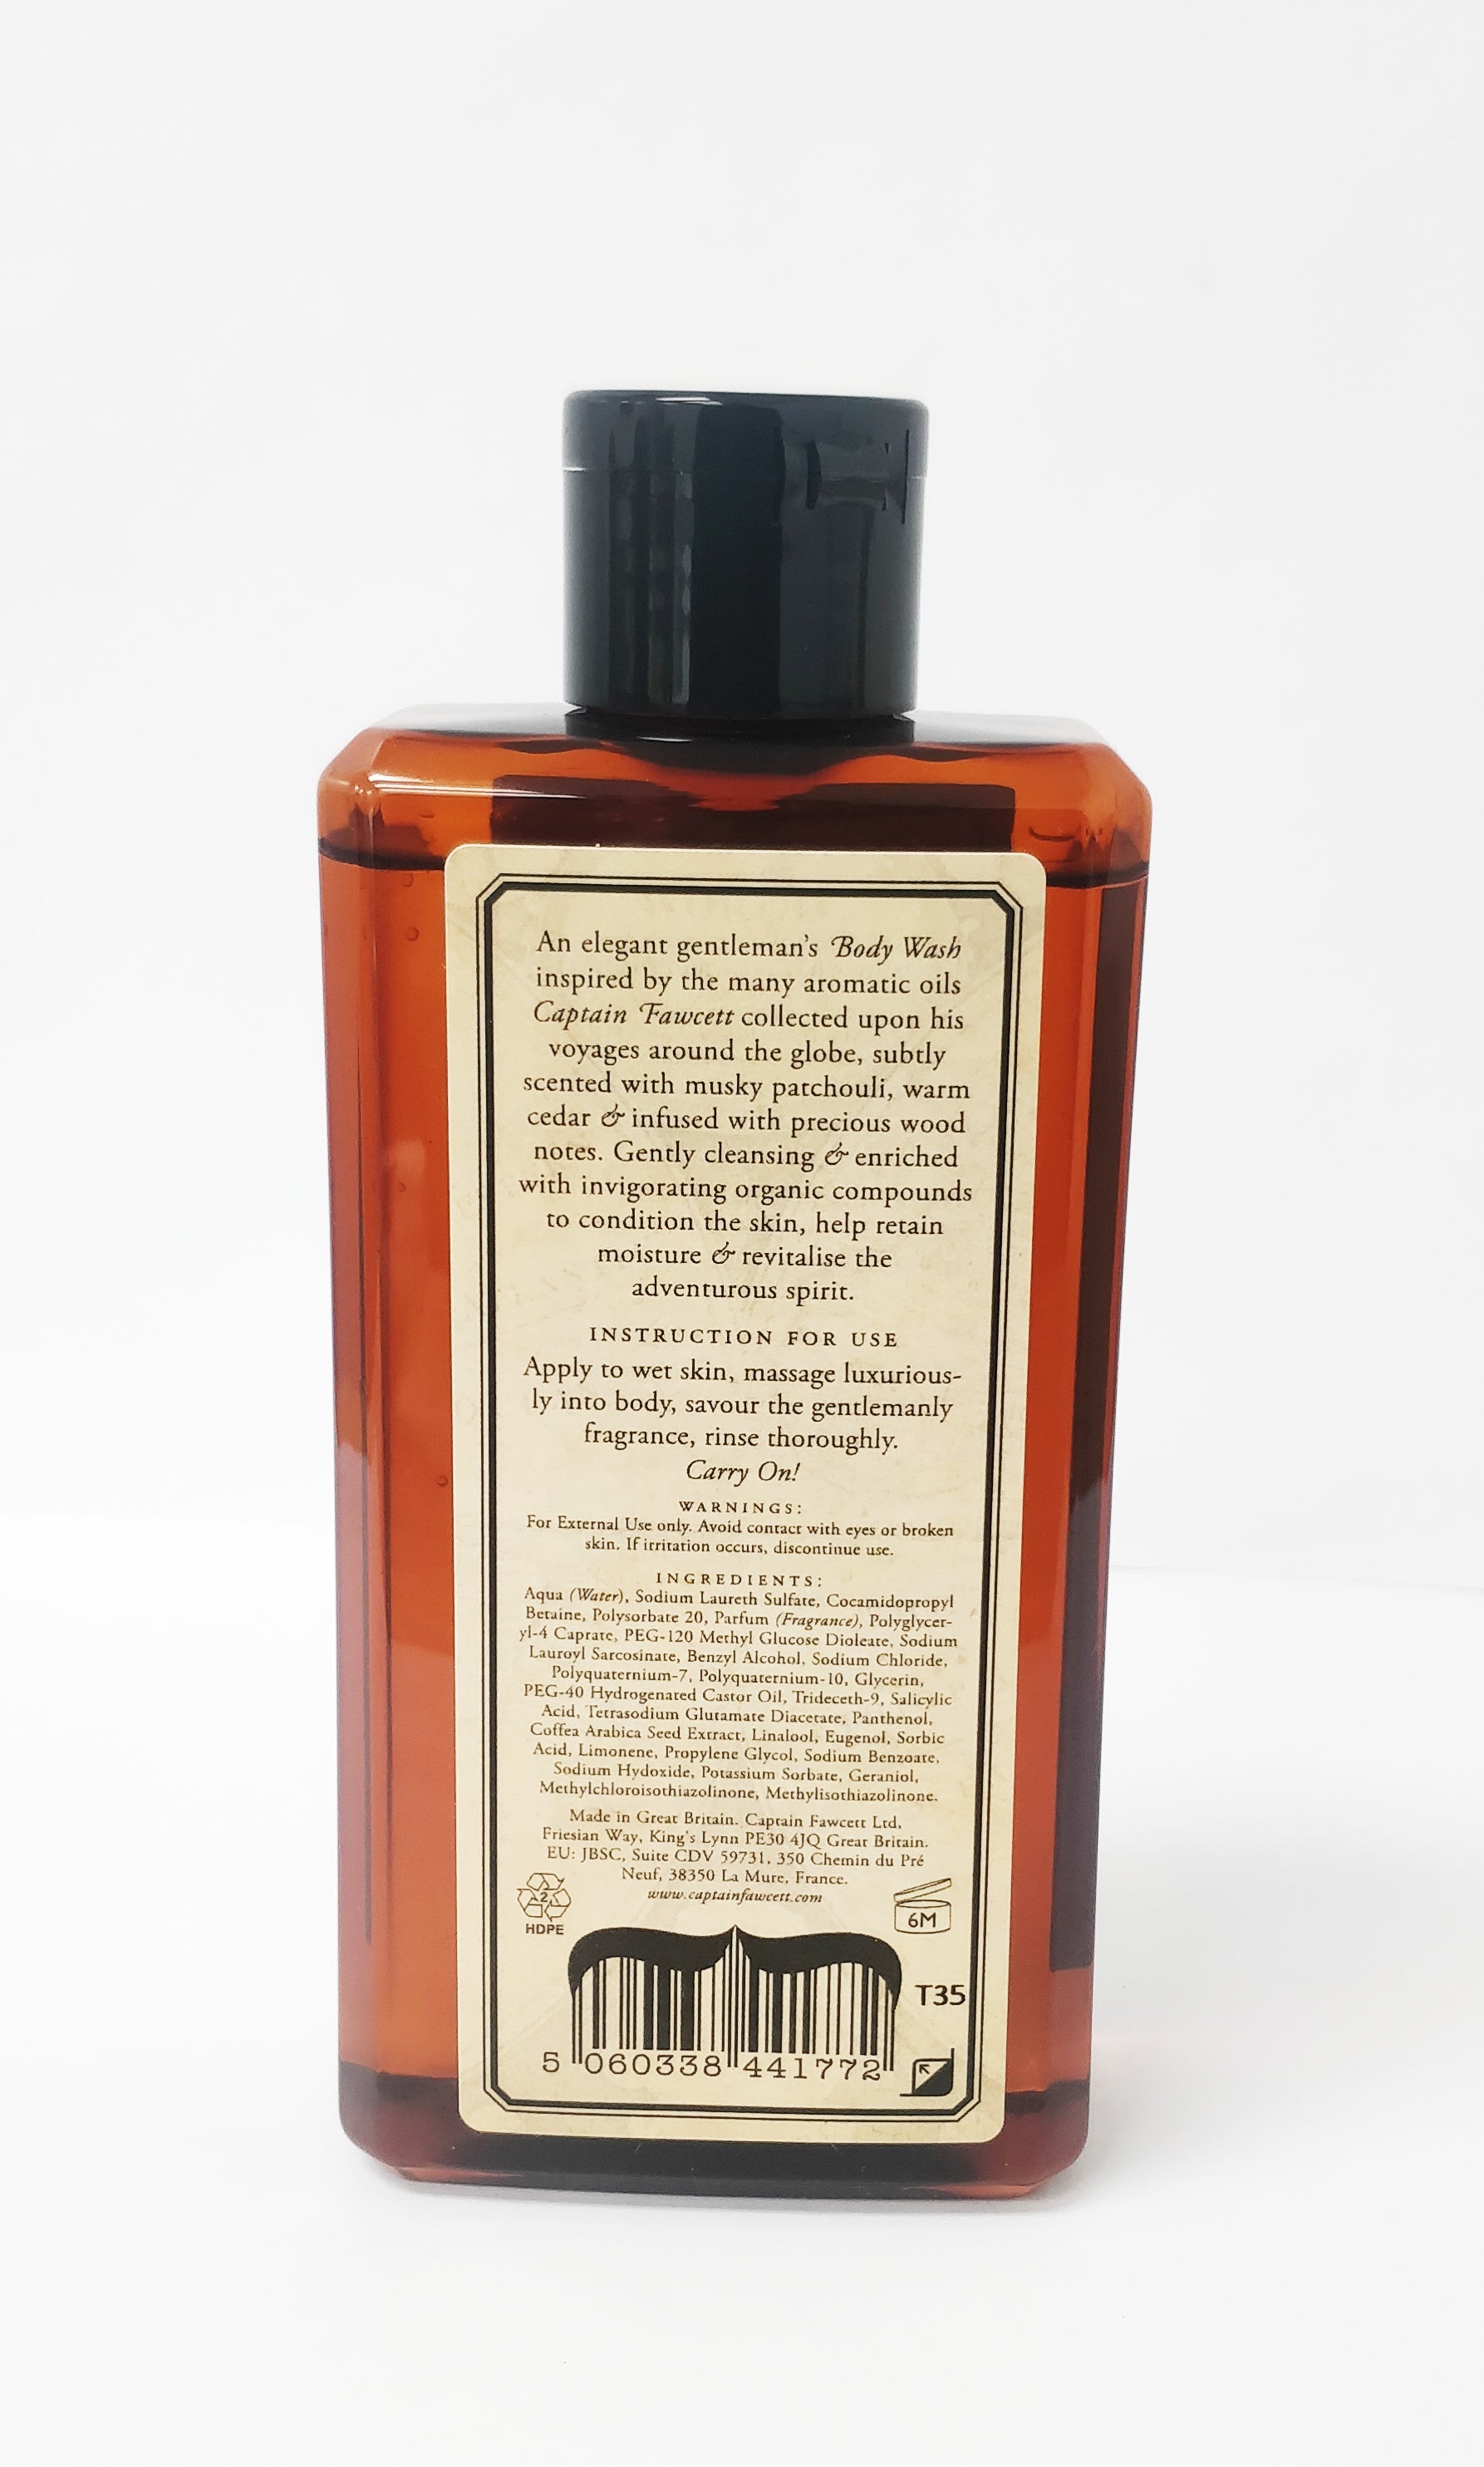 An elegant gentleman's Body Wash
inspired by the many aromatic oils
Captain Fawcett collected upon his
voyages around the globe, subtly
scented with musky patchouli, warm
cedar & infused with precious wood
notes. Gently cleansing & enriched
with invigorating organic compounds
to condition the skin, help retain
moisture & revitalise the
adventurous spirit.
INSTRUCTION FOR USE
Apply to wet skin, massage luxurious-
ly into body, savour the gentlemanly
fragrance, rinse thoroughly.
Carry On!
WARNINGS:
For External Use only. Avoid contact with eyes or broken
skin. If irritation occurs, discontinue use.
INGREDIENTS:
Aqua (Water), Sodium Laureth Sulfate, Cocamidopropyl
Betaine, Polysorbate 20, Parfum (Fragrance), Polyglycer-
yl-4 Caprate, PEG-120 Methyl Glucose Dioleate, Sodium
Lauroyl Sarcosinate, Benzyl Alcohol, Sodium Chloride,
Polyquaternium-7, Polyquaternium-10, Glycerin,
PEG-40 Hydrogenated Castor Oil, Trideceth-9, Salicylic
Acid, Tetrasodium Glutamate Diacetate, Panthenol,
Coffea Arabica Seed Extract, Linalool, Eugenol, Sorbic
Acid, Limonene, Propylene Glycol, Sodium Benzoate,
Sodium Hydoxide, Potassium Sorbate, Geraniol,
Methylchloroisothiazolinone, Methylisothiazolinone.
Made in Great Britain. Captain Fawcett Ltd,
Friesian Way, King's Lynn PE30 4JQ Great Britain.
EU: JBSC, Suite CDV 59731, 350 Chemin du Pré
Neuf, 38350 La Mure, France.
www.captainfawcett.com
2
HDPE
6M
T35
5 060338 441772